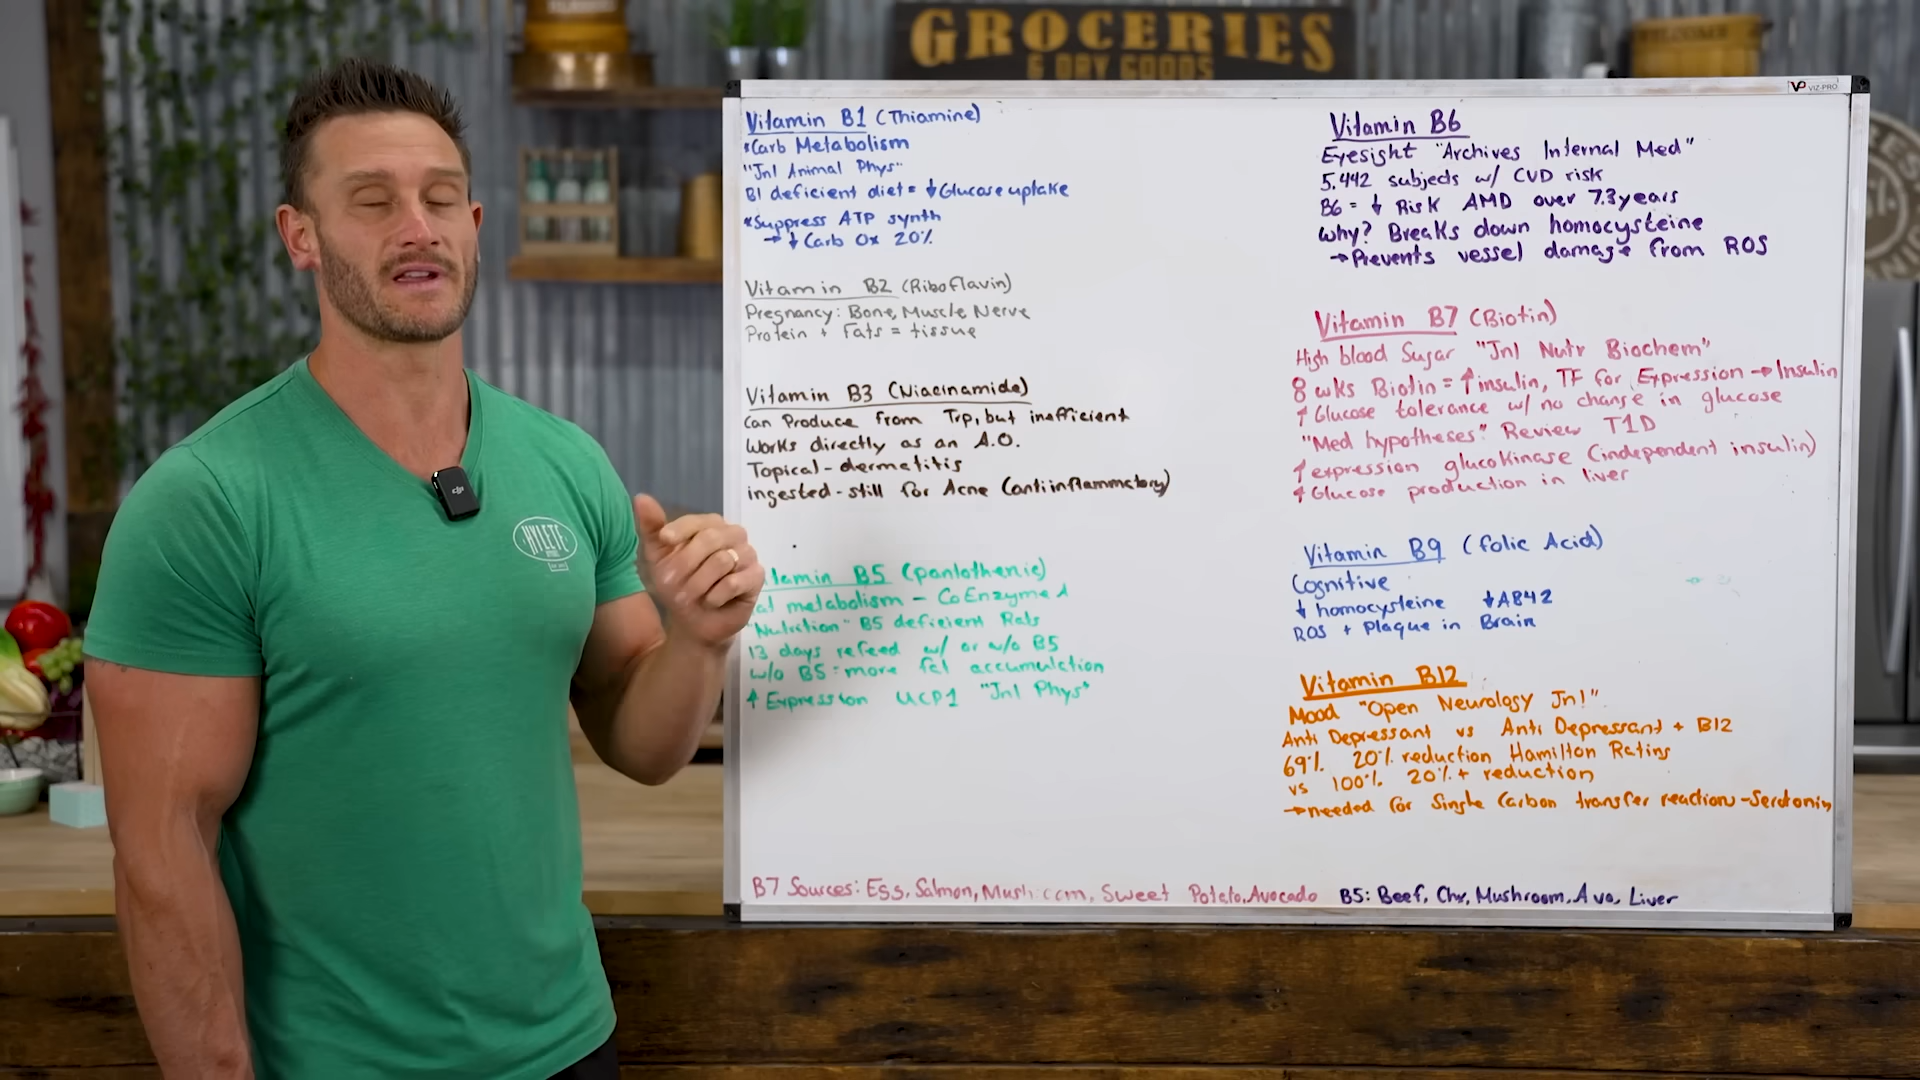 GROCERIES
& DRY GOODS
VP VIZ-PRO
Vitamin B1 (Thiamine)
*Carb Metabolism
"Jnl Animal Phys"
B1 deficient diet = ↓ Glucose uptake
*Suppress ATP synth
→ ↓ Carb Ox 20%
Vitamin B2 (Riboflavin)
Pregnancy: Bone, Muscle Nerve
Protein + Fats = tissue
Vitamin B3 (Niacinamide)
Can Produce from Trp, but inefficient
Works directly as an A.O.
Topical - dermatitis
ingested - still for Acne (antiinflammatory)
tamin B5 (pantothenic)
at metabolism - CoEnzyme A
"Nutrition" B5 deficient Rats
13 days refeed w/ or w/o B5
w/o B5 = more fat accumulation
↑ Expression UCP1 "Jnl Phys"
Vitamin B6
Eyesight "Archives Internal Med"
5,442 subjects w/ CVD risk
B6 = ↓ Risk AMD over 7.3 years
Why? Breaks down homocysteine
→ Prevents vessel damage from ROS
Vitamin B7 (Biotin)
High blood Sugar "Jnl Nutr Biochem"
8 wks Biotin = ↑ insulin, TF for Expression → Insulin
↑ Glucose tolerance w/ no change in glucose
"Med hypotheses" Review T1D
↑ expression glucokinase (independent insulin)
↓ Glucose production in liver
Vitamin B9 (folic Acid)
Cognitive
↓ homocysteine ↓ AB42
ROS + Plaque in Brain
Vitamin B12
Mood "Open Neurology Jnl"
Anti Depressant vs Anti Depressant + B12
69% 20% reduction Hamilton Rating
vs 100% 20% + reduction
→ needed for Single Carbon transfer reactions - Serotonin
B7 Sources: Egg, Salmon, Mushroom, Sweet Potato, Avocado B5: Beef, Chx, Mushroom, Avo, Liver
HYLETE
dji